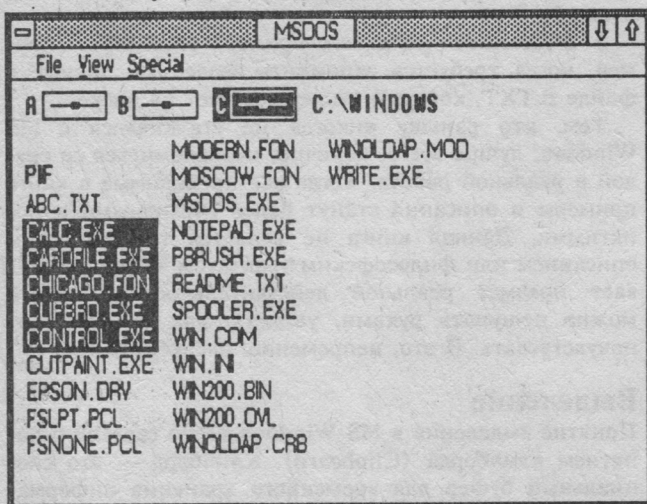 MSDOS
File View Special
A B C C:\WINDOWS
MODERN.FON WINOLDAP.MOD
PIF MOSCOW.FON WRITE.EXE
ABC.TXT MSDOS.EXE
CALC.EXE NOTEPAD.EXE
CARDFILE.EXE PBRUSH.EXE
CHICAGO.FON README.TXT
CLIPBRD.EXE SPOOLER.EXE
CONTROL.EXE WIN.COM
CUTPAINT.EXE WIN.INI
EPSON.DRV WIN200.BIN
FSLPT.PCL WIN200.OVL
FSNONE.PCL WINOLDAP.CRB